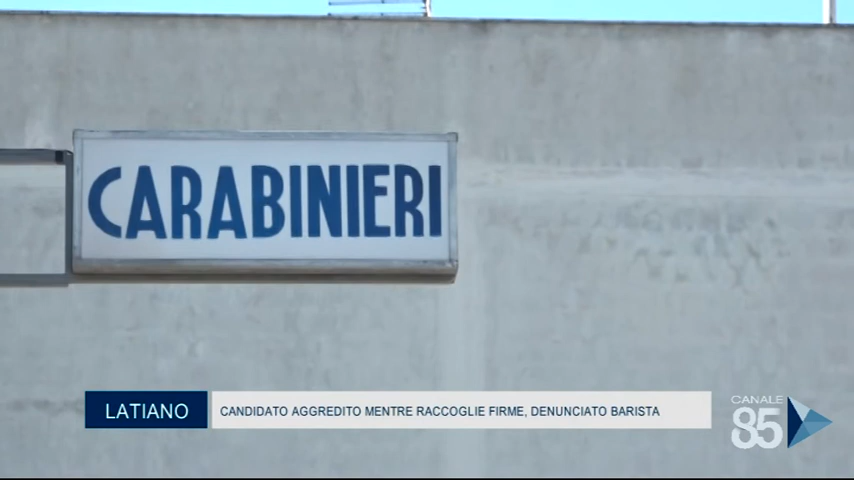 CARABINIERI
LATIANO
CANDIDATO AGGREDITO MENTRE RACCOGLIE FIRME, DENUNCIATO BARISTA
CANALE
85